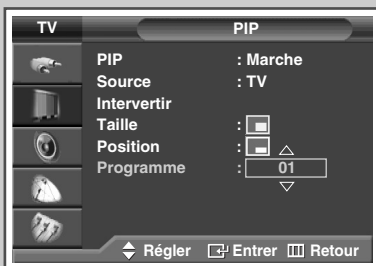 TV PIP
PIP : Marche
Source : TV
Intervertir
Taille :
Position :
Programme : 01
Régler Entrer Retour